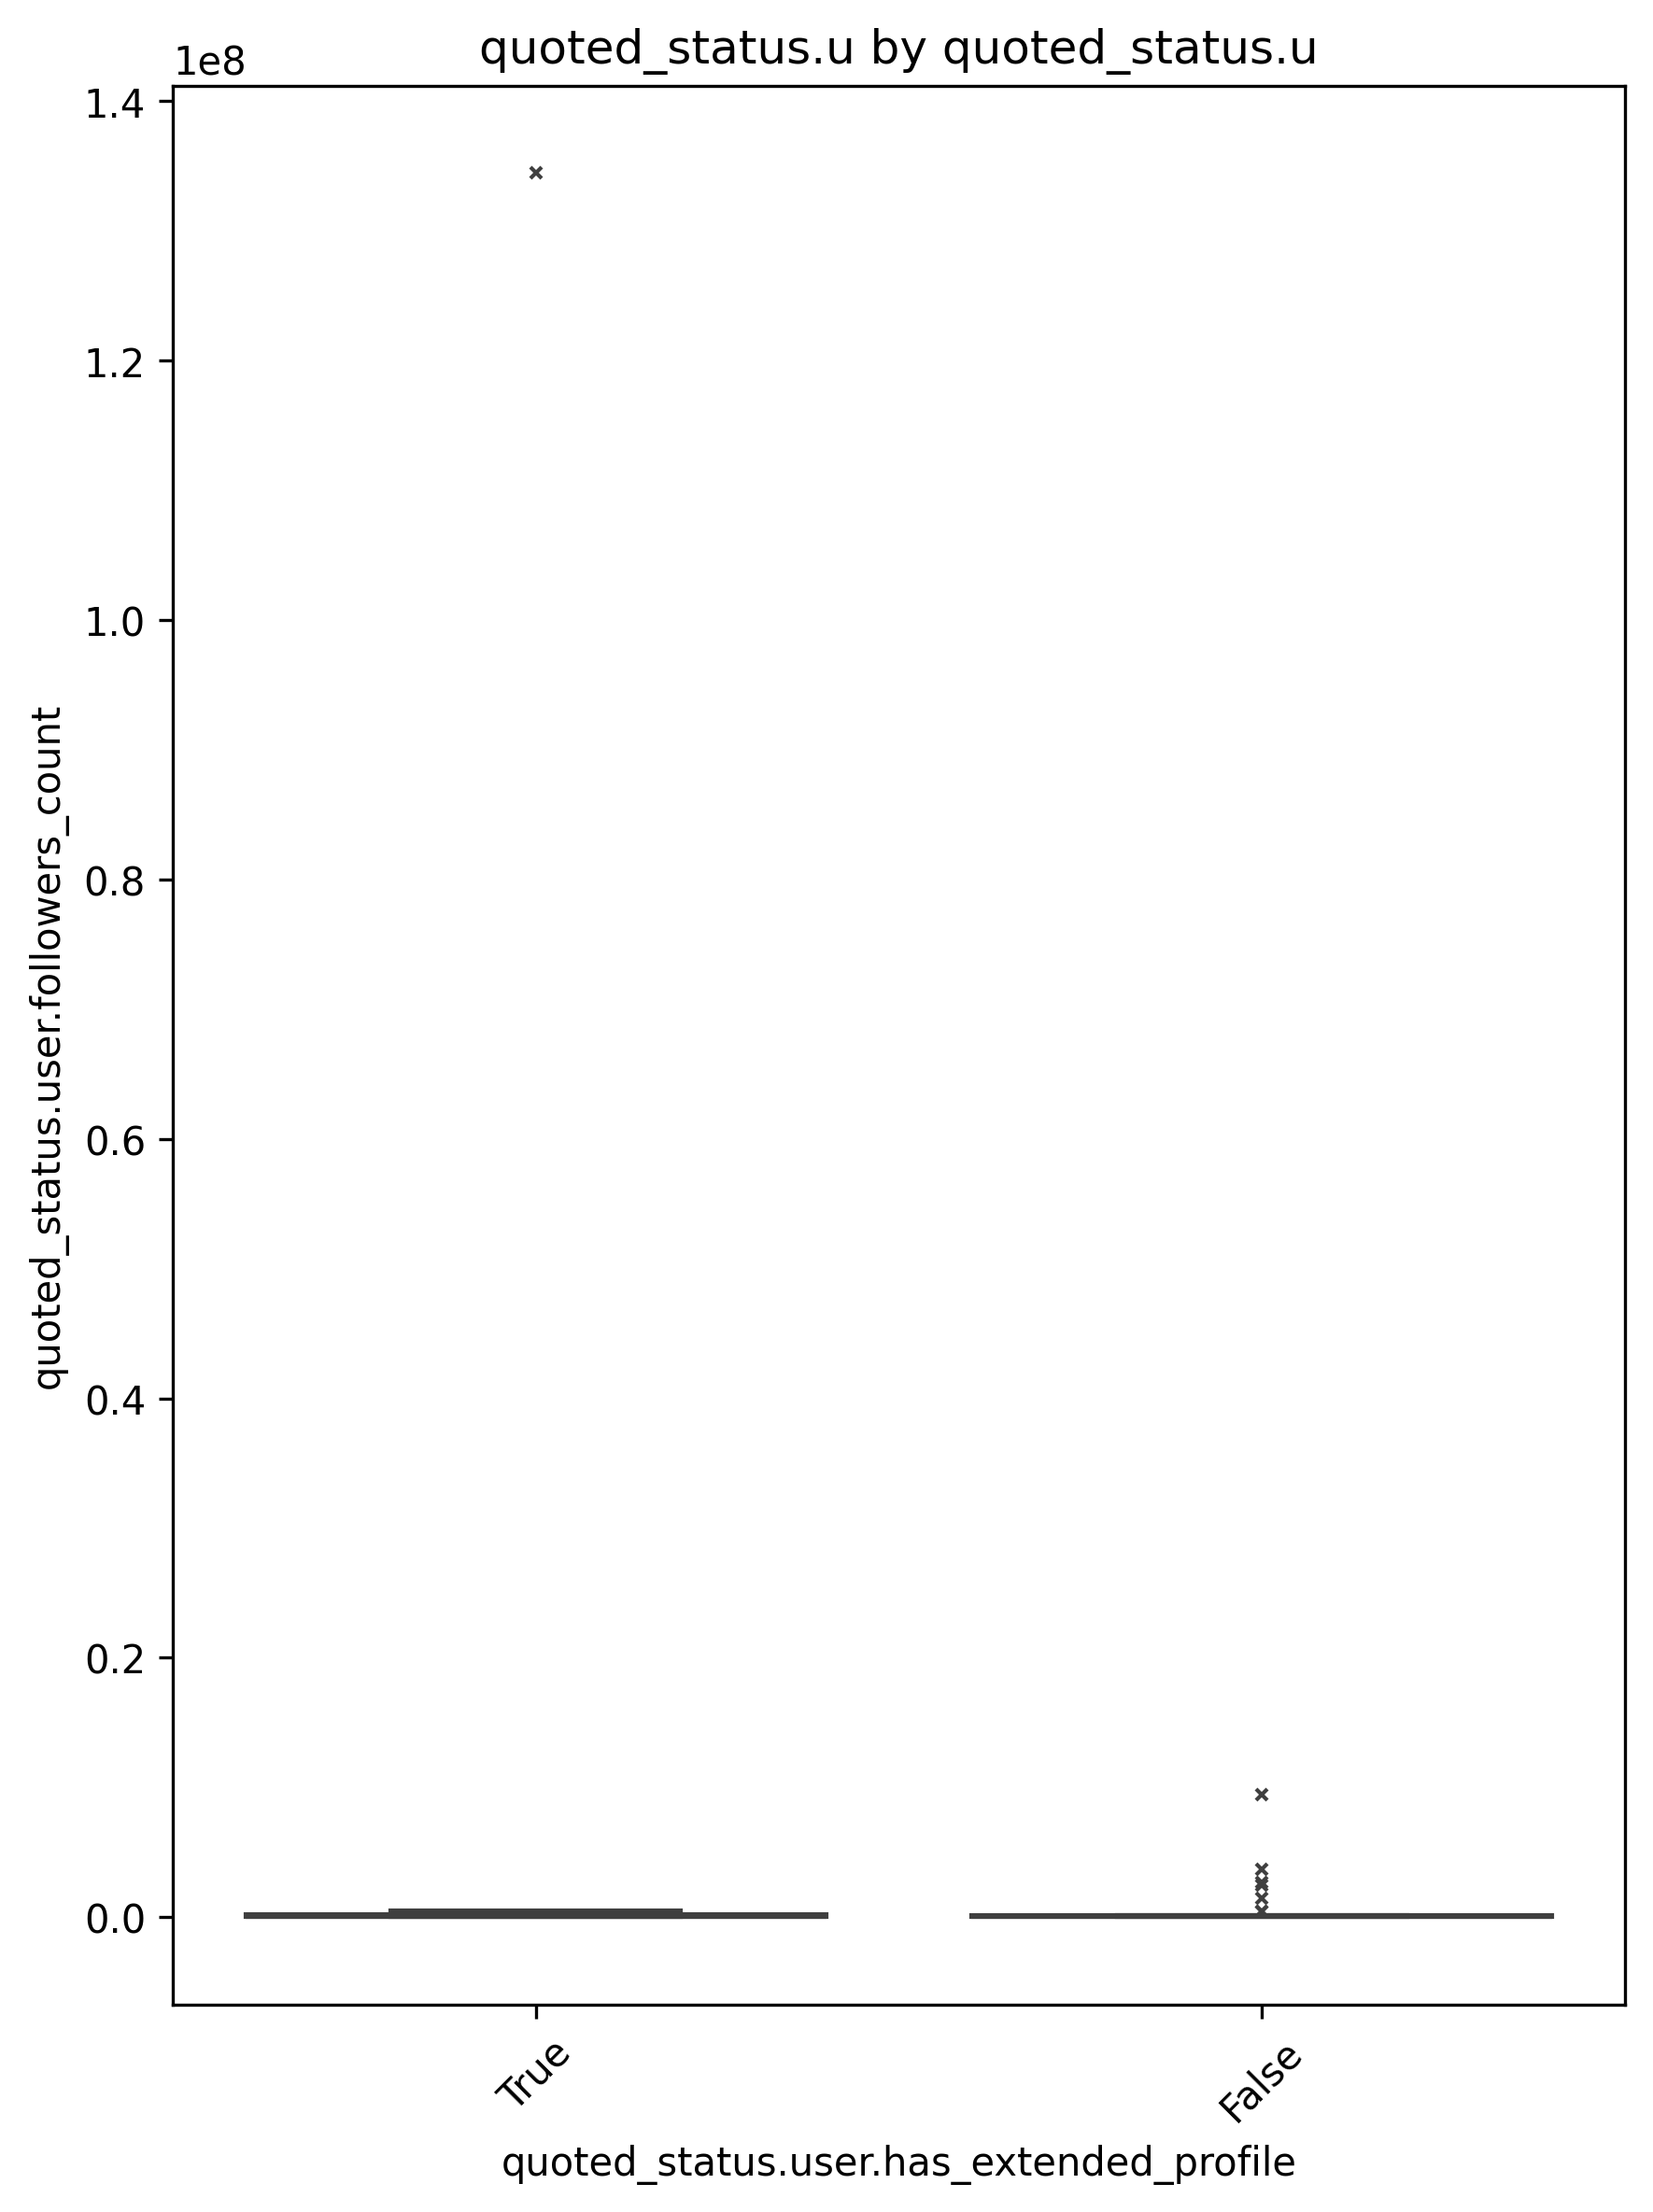 quoted_status.u by quoted_status.u
1e8
1.4
1.2
1.0
0.8
0.6
0.4
0.2
0.0
quoted_status.user.followers_count
True
False
quoted_status.user.has_extended_profile